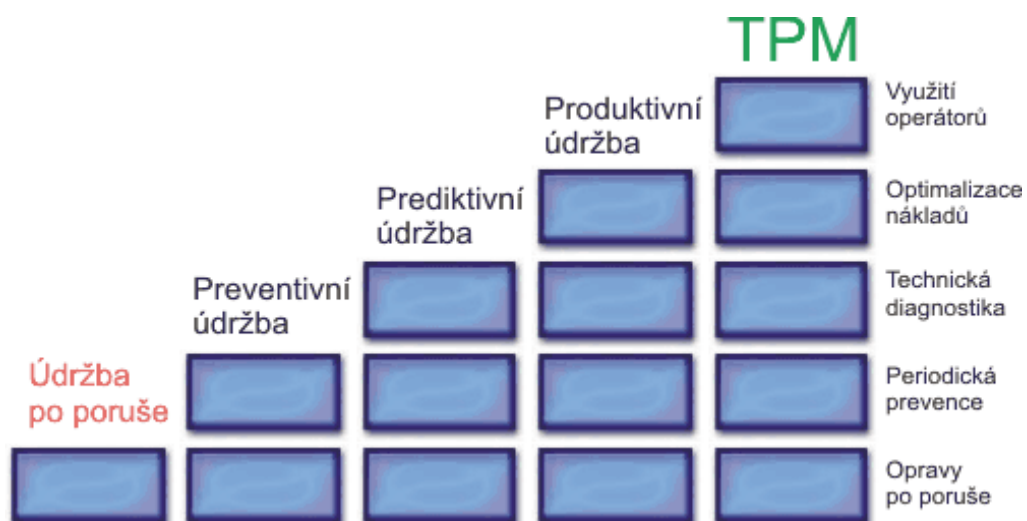 TPM
Využití
operátorů
Produktivní
údržba
Optimalizace
nákladů
Prediktivní
údržba
Technická
diagnostika
Preventivní
údržba
Periodická
prevence
Údržba
po poruše
Opravy
po poruše